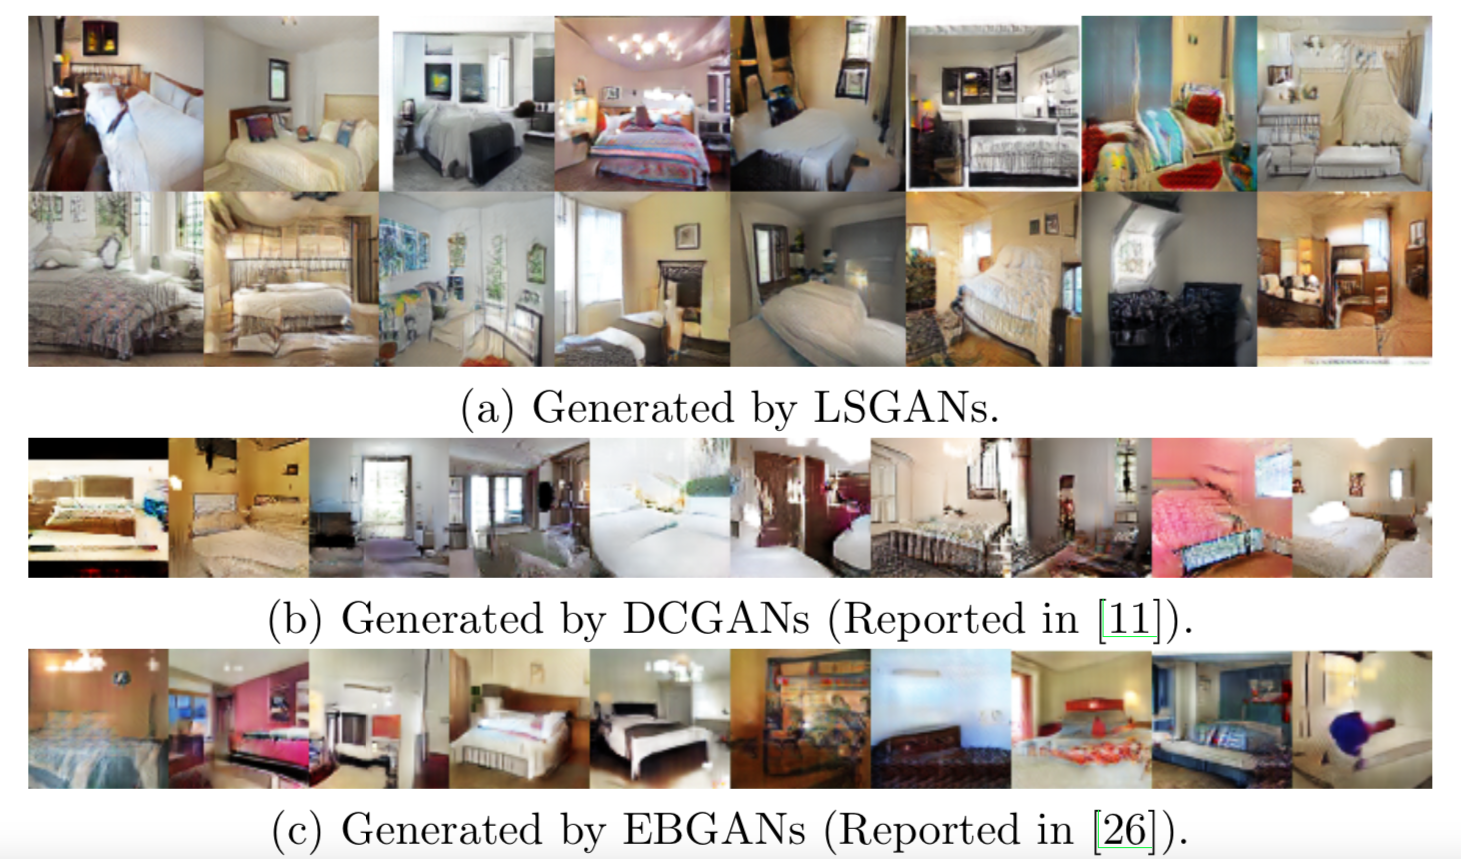 (a) Generated by LSGANs.
(b) Generated by DCGANs (Reported in [11]).
(c) Generated by EBGANs (Reported in [26]).